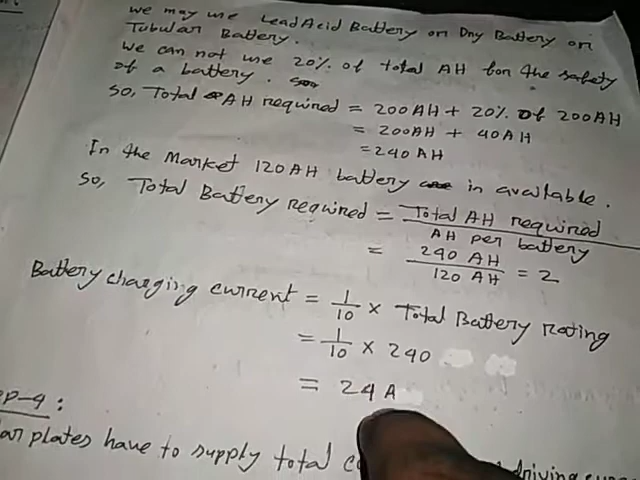 we may use Lead Acid Battery or Dry Battery or
Tubular Battery.
we can not use 20% of total AH for the safety
of a battery.
so, Total AH required = 200AH + 20% of 200AH
= 200AH + 40AH
= 240 AH
In the Market 120AH battery in available.
so, Total Battery required = Total AH required / AH per battery
= 240 AH / 120 AH = 2
Battery charging current = 1/10 × Total Battery Rating
= 1/10 × 240
= 24 A
plates have to supply total